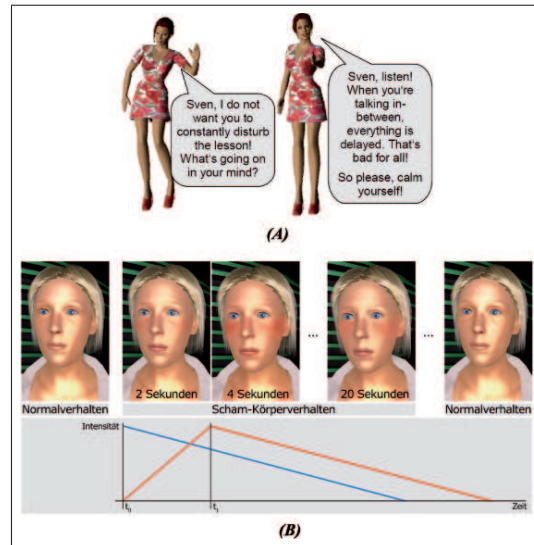 Sven, I do not
want you to
constantly disturb
the lesson!
What's going on
in your mind?
Sven, listen!
When you're
talking in-
between,
everything is
delayed. That's
bad for all!
So please, calm
yourself!
(A)
... ...
2 Sekunden 4 Sekunden 20 Sekunden
Normalverhalten Scham-Körperverhalten Normalverhalten
Intensität
t₀ t₁ Zeit
(B)